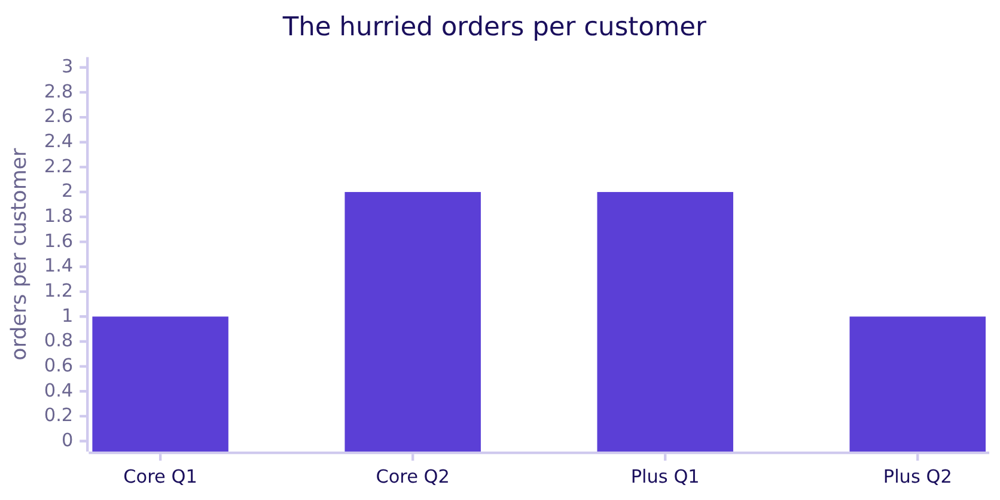 The hurried orders per customer
orders per customer
3
2.8
2.6
2.4
2.2
2
1.8
1.6
1.4
1.2
1
0.8
0.6
0.4
0.2
0
Core Q1
Core Q2
Plus Q1
Plus Q2